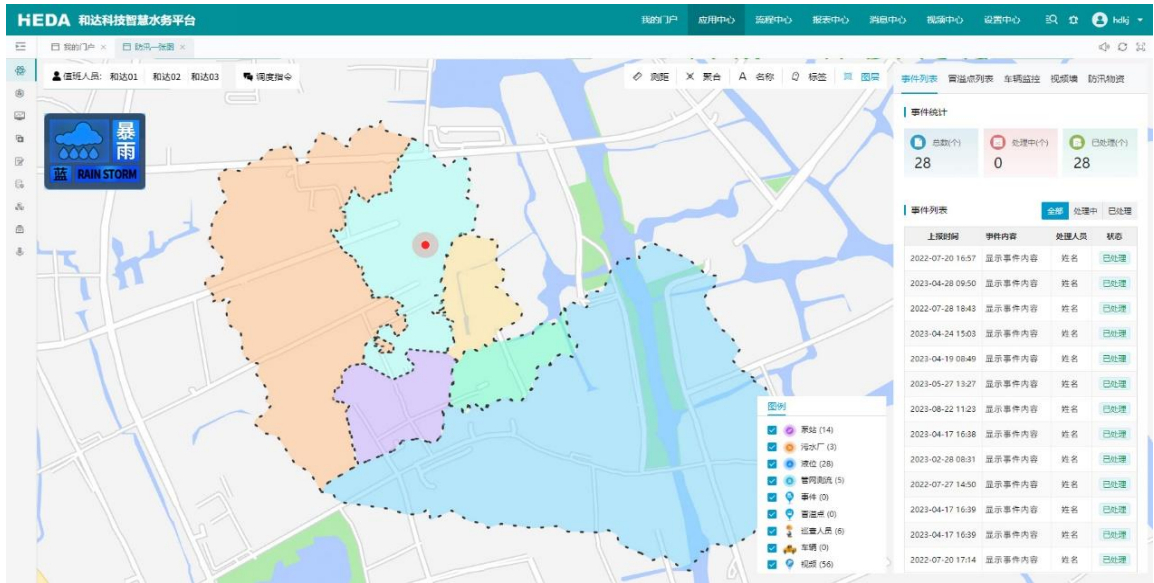 HEDA 和达科技智慧水务平台
我的门户 应用中心 流程中心 报表中心 消息中心 视频中心 设置中心 hdkj
我的门户 × 防汛一张图 ×
值班人员: 和达01 和达02 和达03 调度指令
测距 聚合 A 名称 标签 图层
事件列表 冒溢点列表 车辆监控 视频墙 防汛物资
暴雨
蓝 RAIN STORM
事件统计
总数(个) 处理中(个) 已处理(个)
28 0 28
事件列表
全部 处理中 已处理
上报时间 事件内容 处理人员 状态
2022-07-20 16:57 显示事件内容 姓名 已处理
2023-04-28 09:50 显示事件内容 姓名 已处理
2022-07-28 18:43 显示事件内容 姓名 已处理
2023-04-24 15:03 显示事件内容 姓名 已处理
2023-04-19 08:49 显示事件内容 姓名 已处理
2023-05-27 13:27 显示事件内容 姓名 已处理
2023-08-22 11:23 显示事件内容 姓名 已处理
2023-04-17 16:38 显示事件内容 姓名 已处理
2023-02-28 08:31 显示事件内容 姓名 已处理
2022-07-27 14:50 显示事件内容 姓名 已处理
2023-04-17 16:39 显示事件内容 姓名 已处理
2023-04-17 16:39 显示事件内容 姓名 已处理
2022-07-20 17:14 显示事件内容 姓名 已处理
图例
泵站 (14)
污水厂 (3)
液位 (28)
管网测流 (5)
事件 (0)
冒溢点 (0)
巡查人员 (6)
车辆 (0)
视频 (56)